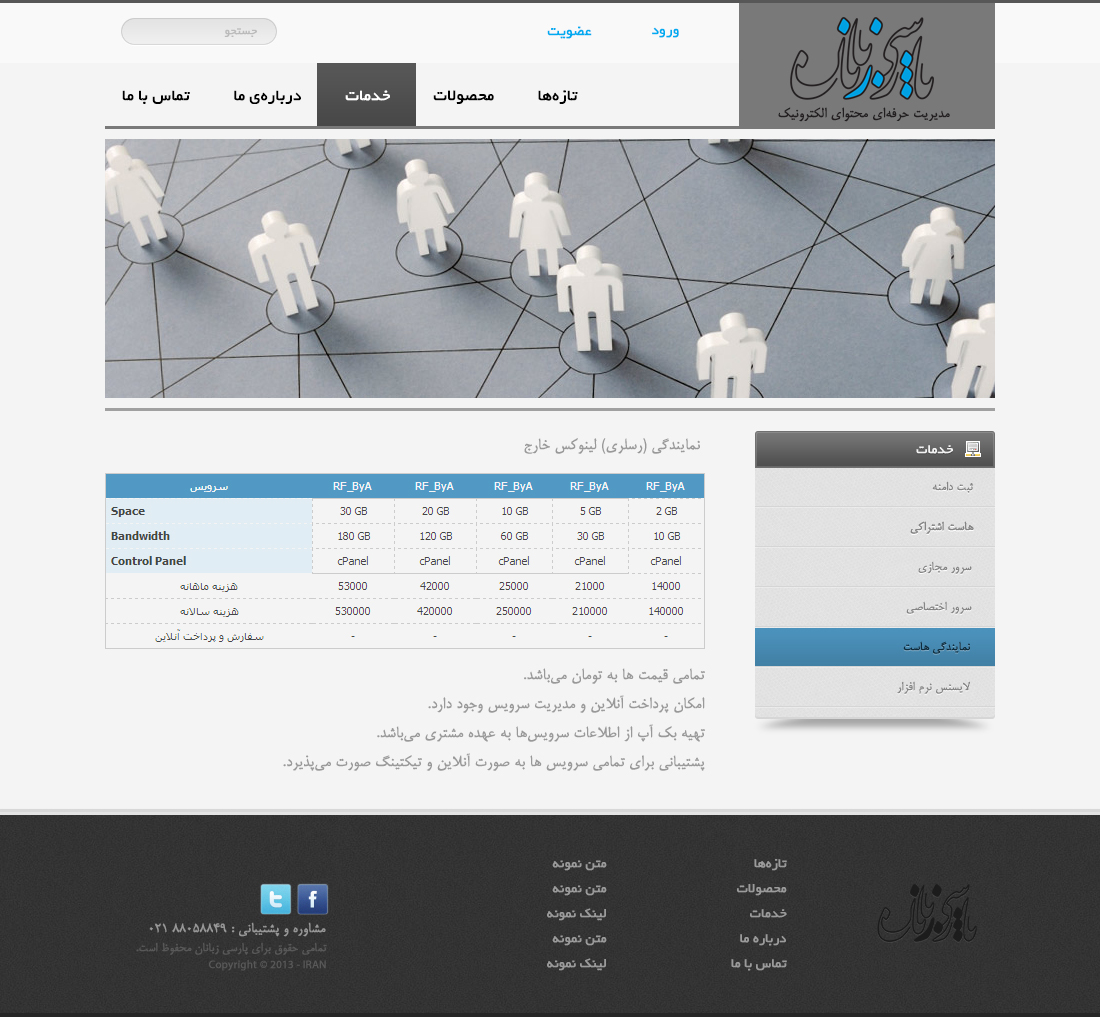 پارسی زبانان
مدیریت حرفه‌ای محتوای الکترونیک
ورود
عضویت
جستجو
تازه‌ها
محصولات
خدمات
درباره‌ی ما
تماس با ما
خدمات
ثبت دامنه
هاست اشتراکی
سرور مجازی
سرور اختصاصی
نمایندگی هاست
لایسنس نرم افزار
نمایندگی (رسلری) لینوکس خارج
سرویس RF_ByA RF_ByA RF_ByA RF_ByA RF_ByA
Space 30 GB 20 GB 10 GB 5 GB 2 GB
Bandwidth 180 GB 120 GB 60 GB 30 GB 10 GB
Control Panel cPanel cPanel cPanel cPanel cPanel
هزینه ماهانه 53000 42000 25000 21000 14000
هزینه سالانه 530000 420000 250000 210000 140000
سفارش و پرداخت آنلاین - - - - -
تمامی قیمت ها به تومان می‌باشد.
امکان پرداخت آنلاین و مدیریت سرویس وجود دارد.
تهیه بک آپ از اطلاعات سرویس‌ها به عهده مشتری می‌باشد.
پشتیبانی برای تمامی سرویس ها به صورت آنلاین و تیکتینگ صورت می‌پذیرد.
پارسی زبانان
تازه‌ها
محصولات
خدمات
درباره ما
تماس با ما
متن نمونه
متن نمونه
لینک نمونه
متن نمونه
لینک نمونه
t f
مشاوره و پشتیبانی : ۸۸۰۵۸۸۴۹ ۰۲۱
تمامی حقوق برای پارسی زبانان محفوظ است.
Copyright © 2013 - IRAN